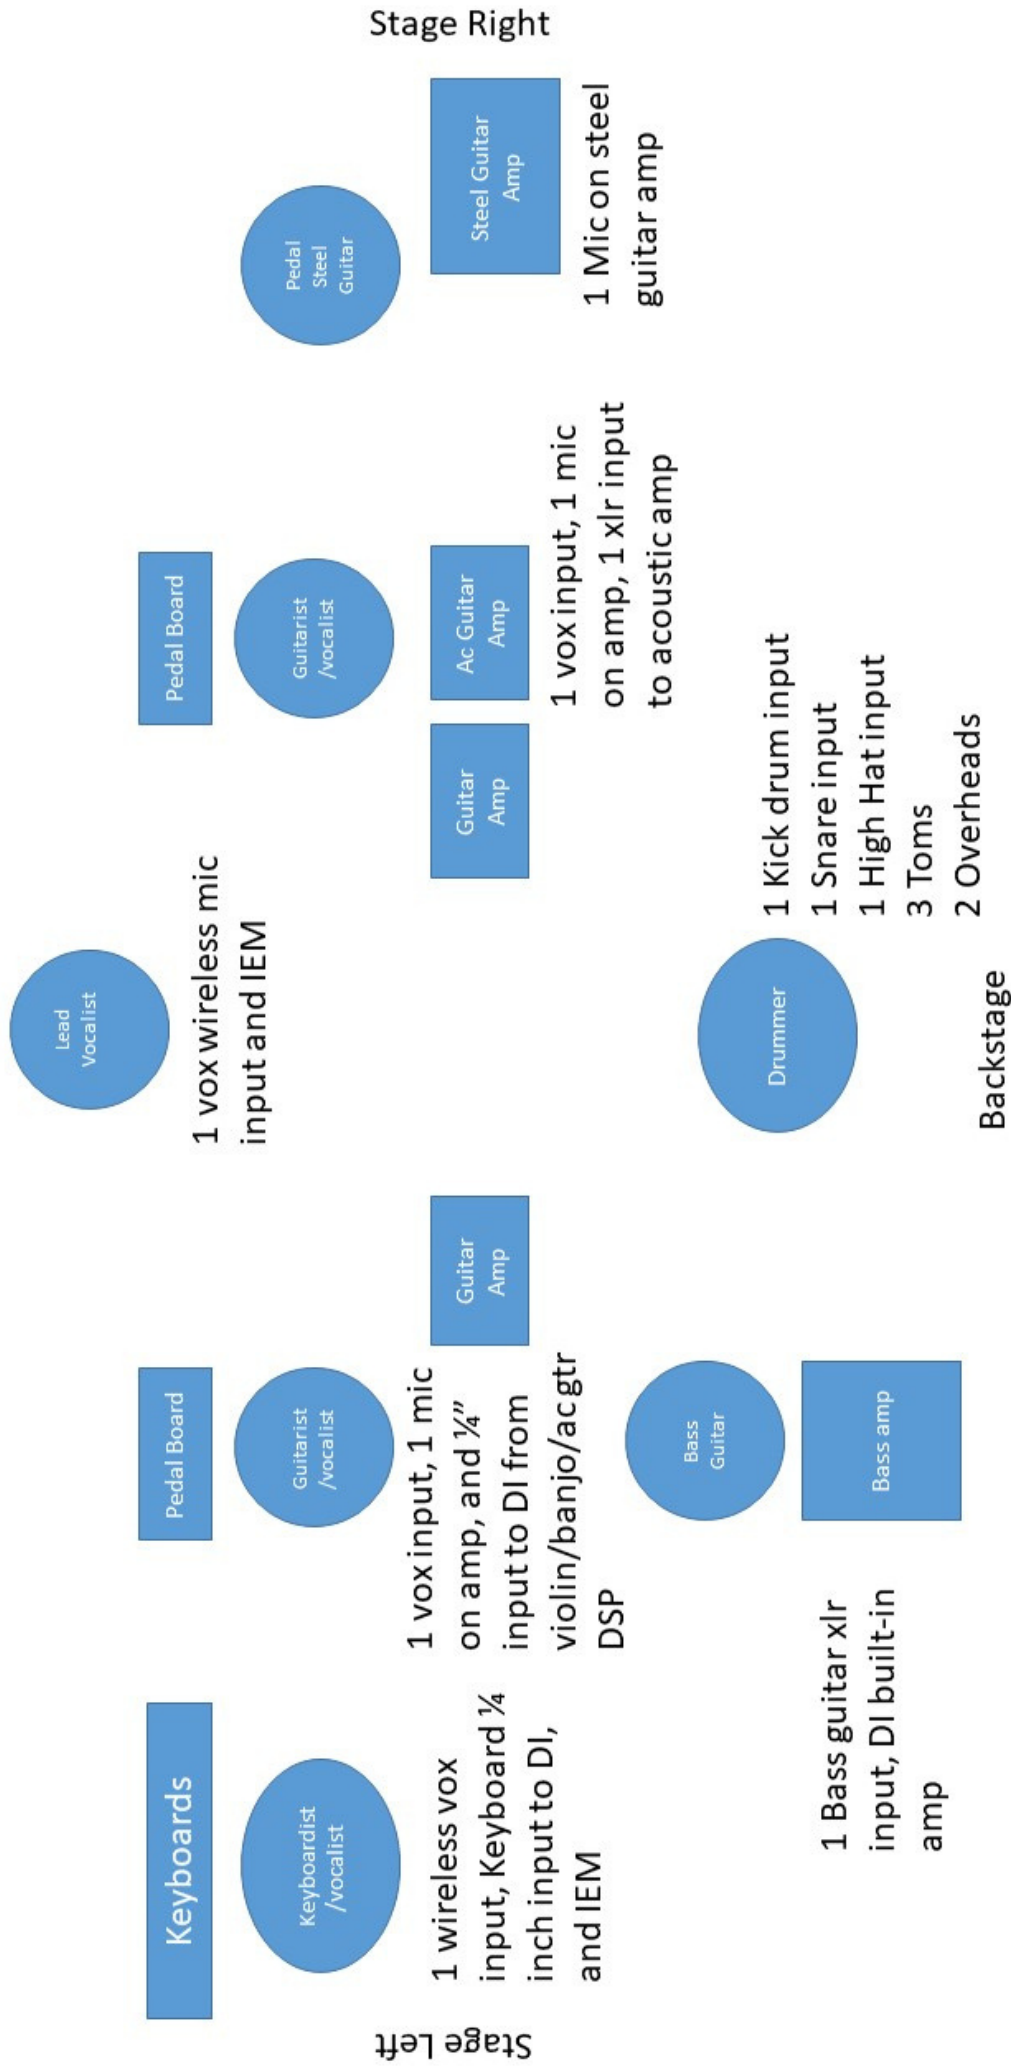 Stage Left
Keyboards
Keyboardist
/vocalist
1 wireless vox
input, Keyboard ¼
inch input to DI,
and IEM
Pedal Board
Guitarist
/vocalist
Guitar
Amp
1 vox input, 1 mic
on amp, and ¼”
input to DI from
violin/banjo/ac gtr
DSP
Bass
Guitar
Bass amp
1 Bass guitar xlr
input, DI built-in
amp
Lead
Vocalist
1 vox wireless mic
input and IEM
Drummer
1 Kick drum input
1 Snare input
1 High Hat input
3 Toms
2 Overheads
Backstage
Pedal Board
Guitarist
/vocalist
Guitar
Amp
Ac Guitar
Amp
1 vox input, 1 mic
on amp, 1 xlr input
to acoustic amp
Pedal
Steel
Guitar
Steel Guitar
Amp
1 Mic on steel
guitar amp
Stage Right